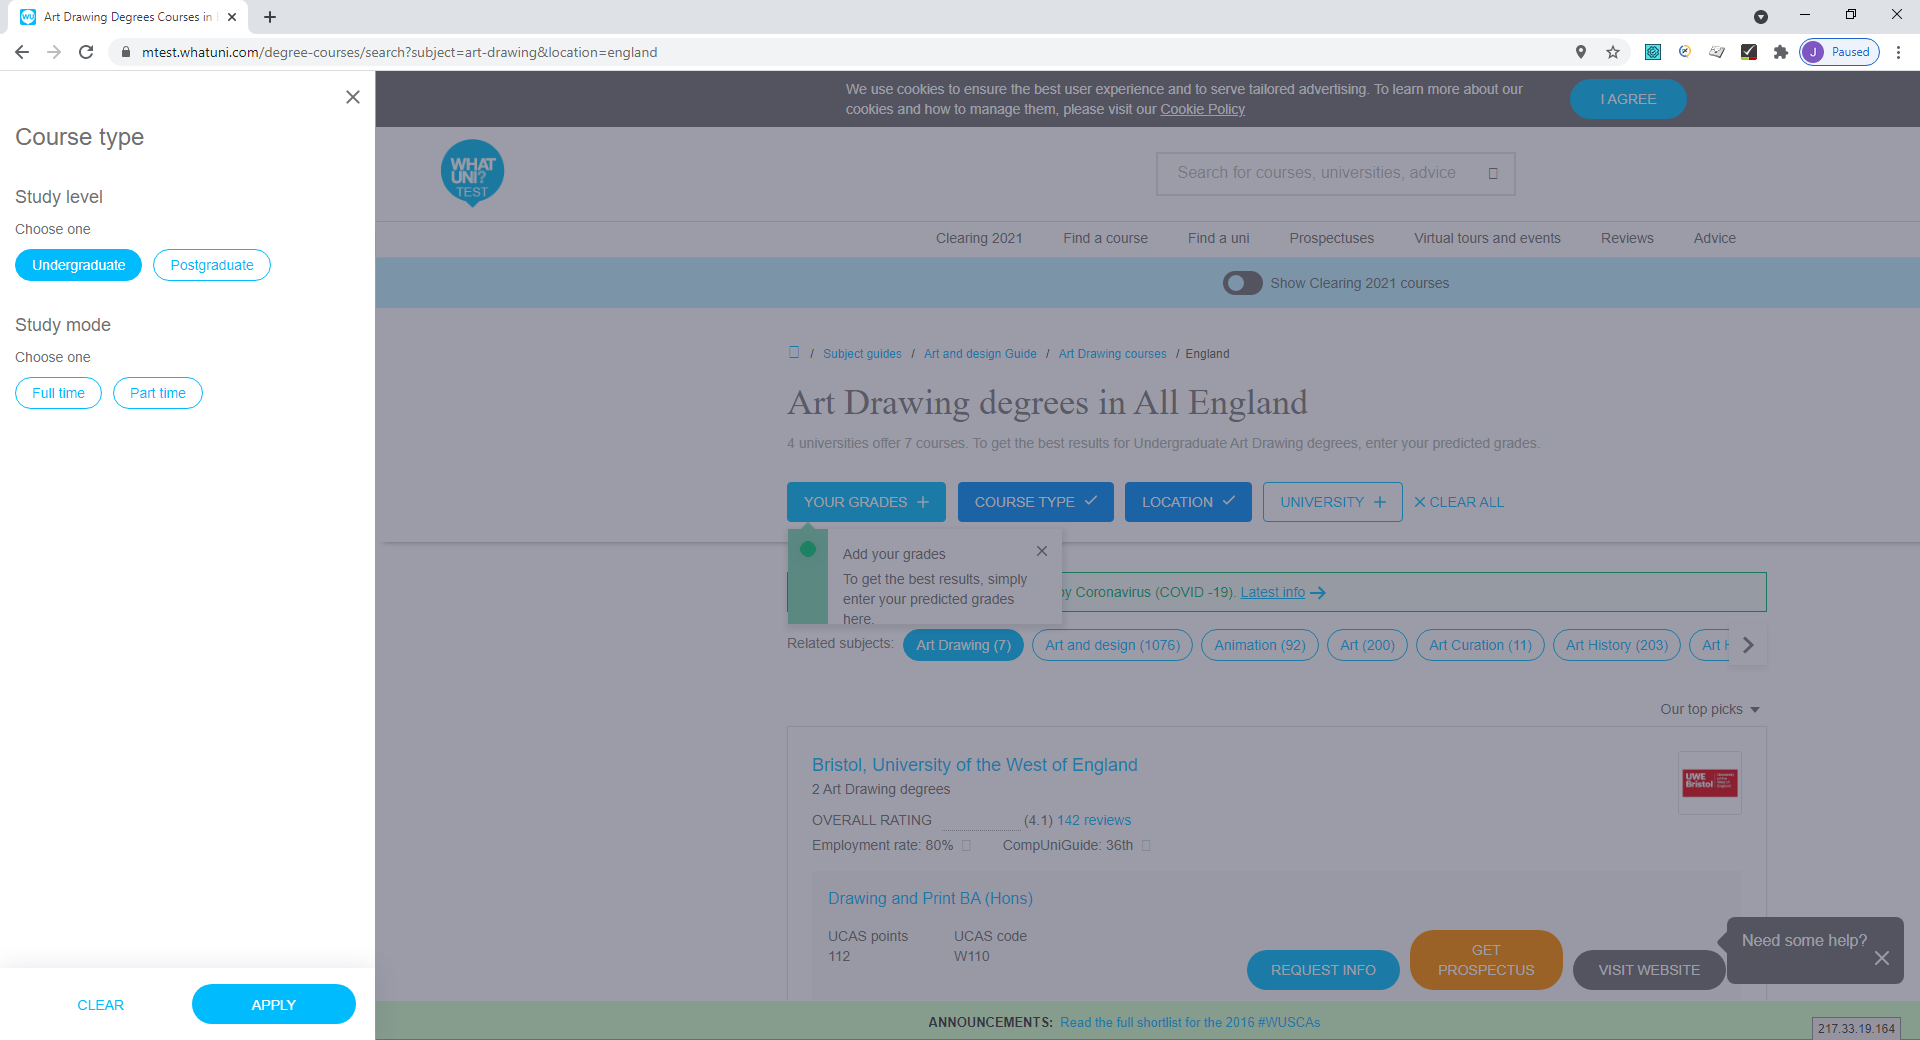 Art Drawing Degrees Courses in
mtest.whatuni.com/degree-courses/search?subject=art-drawing&location=england
J Paused
Course type
Study level
Choose one
Undergraduate Postgraduate
Study mode
Choose one
Full time Part time
CLEAR APPLY
We use cookies to ensure the best user experience and to serve tailored advertising. To learn more about our
cookies and how to manage them, please visit our Cookie Policy
I AGREE
WHAT
UNI?
TEST
Search for courses, universities, advice
Clearing 2021 Find a course Find a uni Prospectuses Virtual tours and events Reviews Advice
Show Clearing 2021 courses
/ Subject guides / Art and design Guide / Art Drawing courses / England
Art Drawing degrees in All England
4 universities offer 7 courses. To get the best results for Undergraduate Art Drawing degrees, enter your predicted grades.
YOUR GRADES COURSE TYPE LOCATION UNIVERSITY CLEAR ALL
Add your grades
To get the best results, simply
enter your predicted grades
here.
by Coronavirus (COVID -19). Latest info
Related subjects: Art Drawing (7) Art and design (1076) Animation (92) Art (200) Art Curation (11) Art History (203) Art H
Our top picks
Bristol, University of the West of England
2 Art Drawing degrees
UWE
Bristol
OVERALL RATING (4.1) 142 reviews
Employment rate: 80% CompUniGuide: 36th
Drawing and Print BA (Hons)
UCAS points UCAS code
112 W110
REQUEST INFO
GET
PROSPECTUS
VISIT WEBSITE
Need some help?
ANNOUNCEMENTS: Read the full shortlist for the 2016 #WUSCAs
217.33.19.164